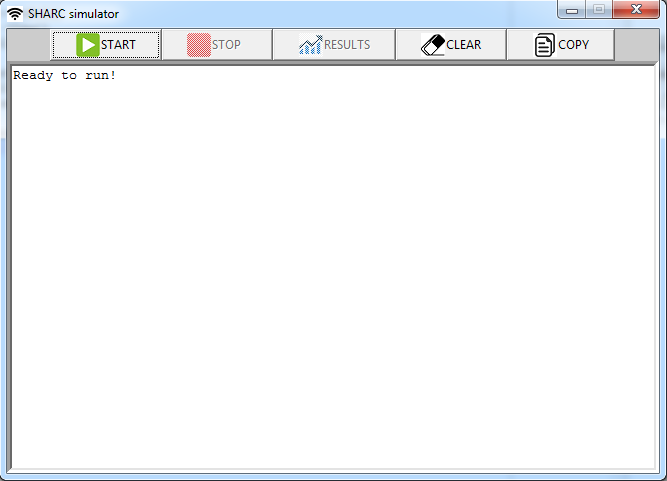 SHARC simulator
START STOP RESULTS CLEAR COPY
Ready to run!